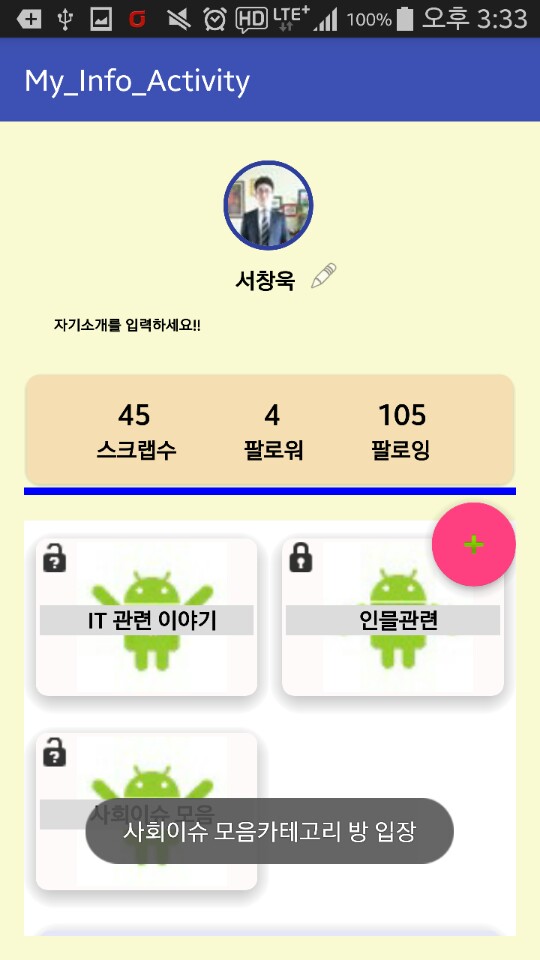 HD LTE+ 100% 오후 3:33
My_Info_Activity
서창욱
자기소개를 입력하세요!!
45 4 105
스크랩수 팔로워 팔로잉
+
IT 관련 이야기 인믈관련
사회이슈 모음
사회이슈 모음카테고리 방 입장